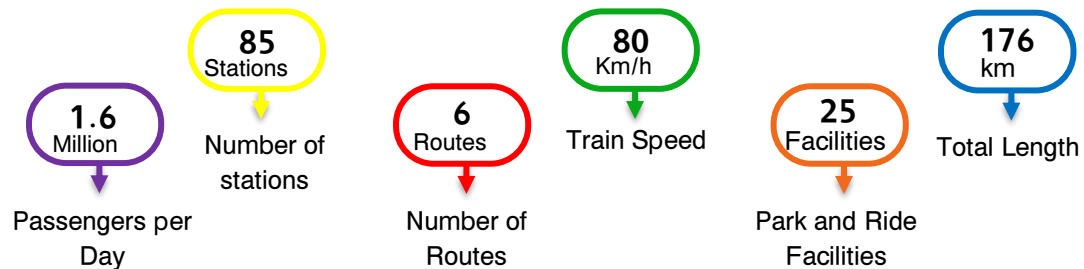 1.6
Million
Passengers per
Day
85
Stations
Number of
stations
6
Routes
Number of
Routes
80
Km/h
Train Speed
25
Facilities
Park and Ride
Facilities
176
km
Total Length